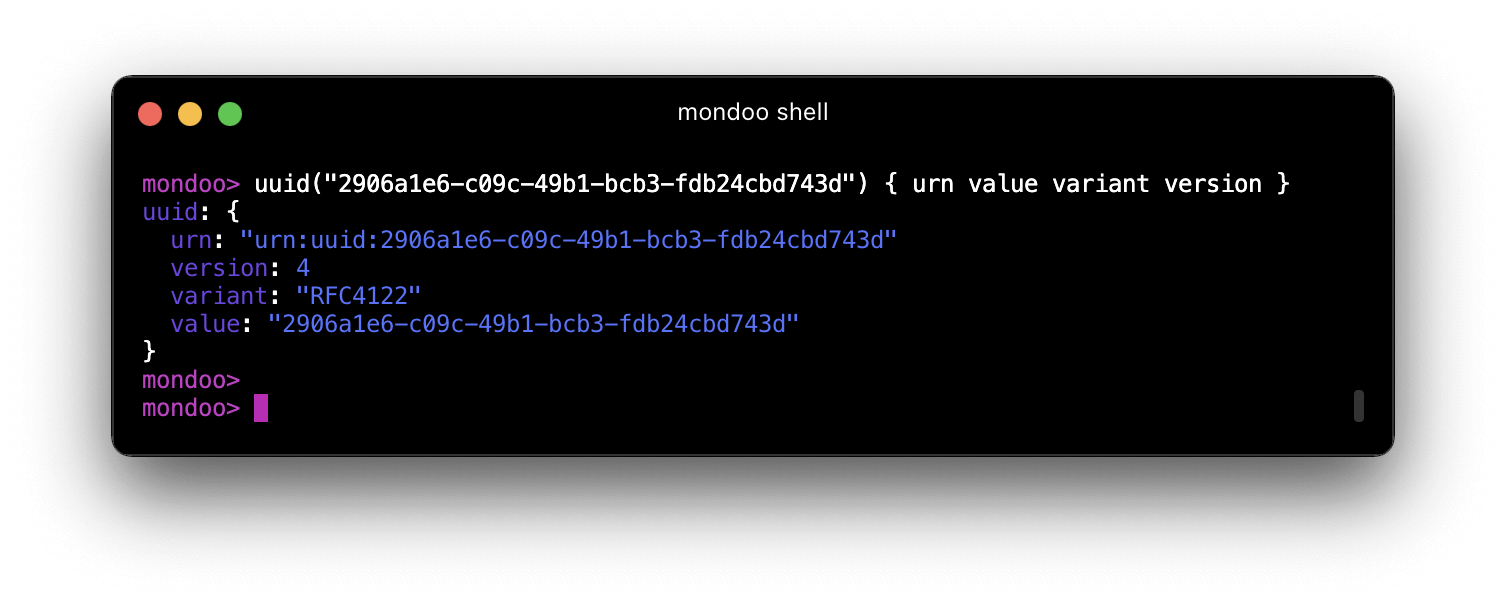 mondoo shell
mondoo> uuid("2906a1e6-c09c-49b1-bcb3-fdb24cbd743d") { urn value variant version }
uuid: {
  urn: "urn:uuid:2906a1e6-c09c-49b1-bcb3-fdb24cbd743d"
  version: 4
  variant: "RFC4122"
  value: "2906a1e6-c09c-49b1-bcb3-fdb24cbd743d"
}
mondoo>
mondoo>